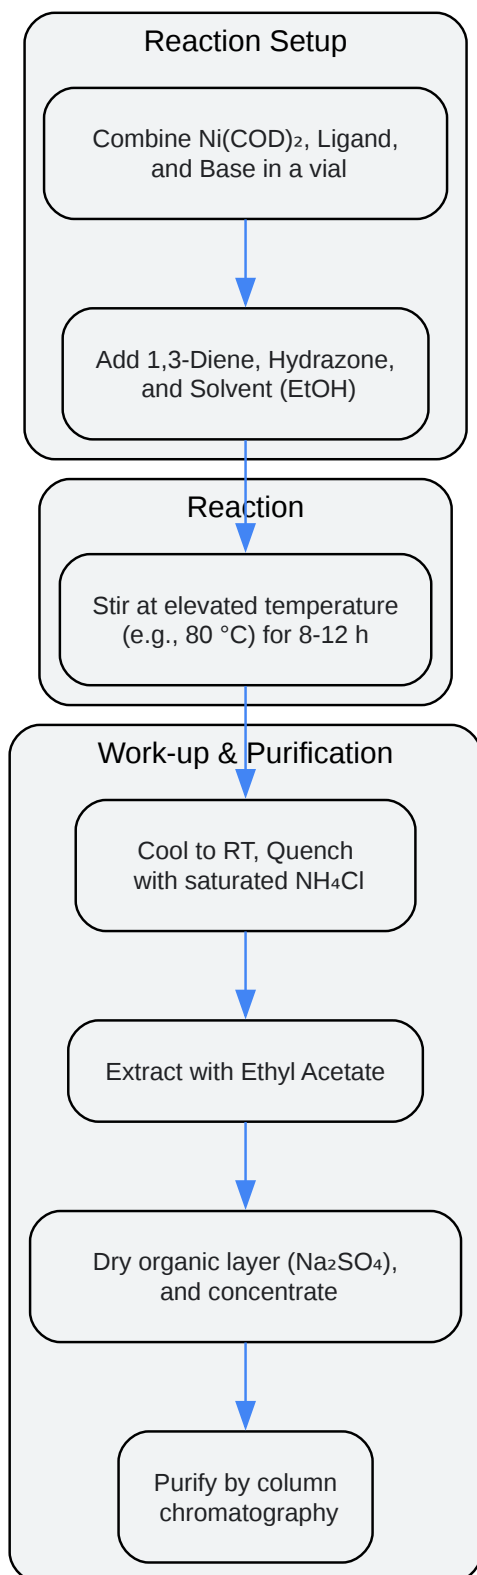 Reaction Setup
Combine Ni(COD)₂, Ligand,
and Base in a vial
Add 1,3-Diene, Hydrazone,
and Solvent (EtOH)
Reaction
Stir at elevated temperature
(e.g., 80 °C) for 8-12 h
Work-up & Purification
Cool to RT, Quench
with saturated NH₄Cl
Extract with Ethyl Acetate
Dry organic layer (Na₂SO₄),
and concentrate
Purify by column
chromatography